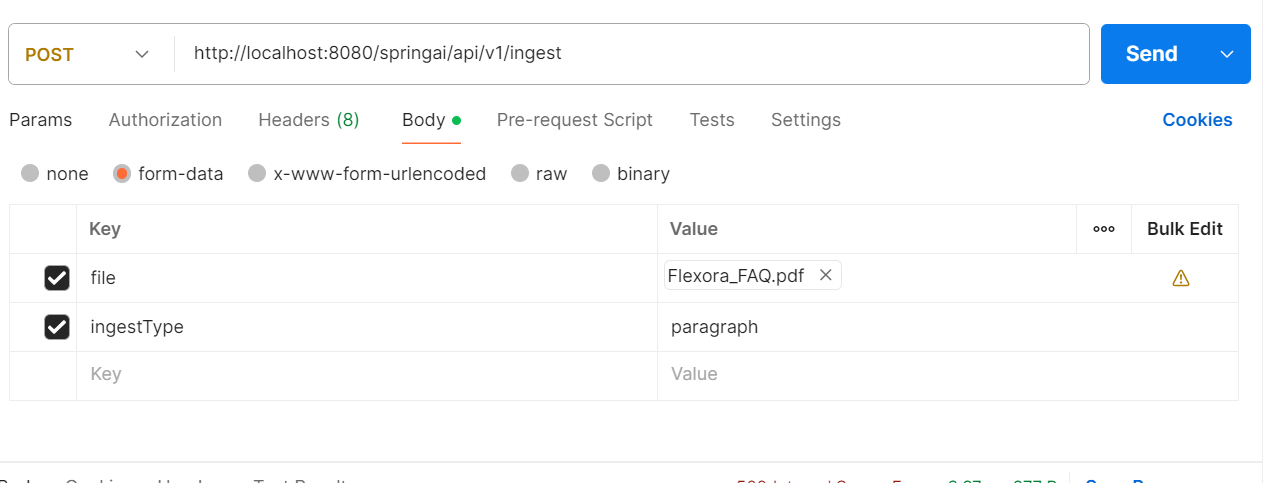 POST http://localhost:8080/springai/api/v1/ingest Send
Params Authorization Headers (8) Body Pre-request Script Tests Settings Cookies
none form-data x-www-form-urlencoded raw binary
Key Value ooo Bulk Edit
file Flexora_FAQ.pdf
ingestType paragraph
Key Value